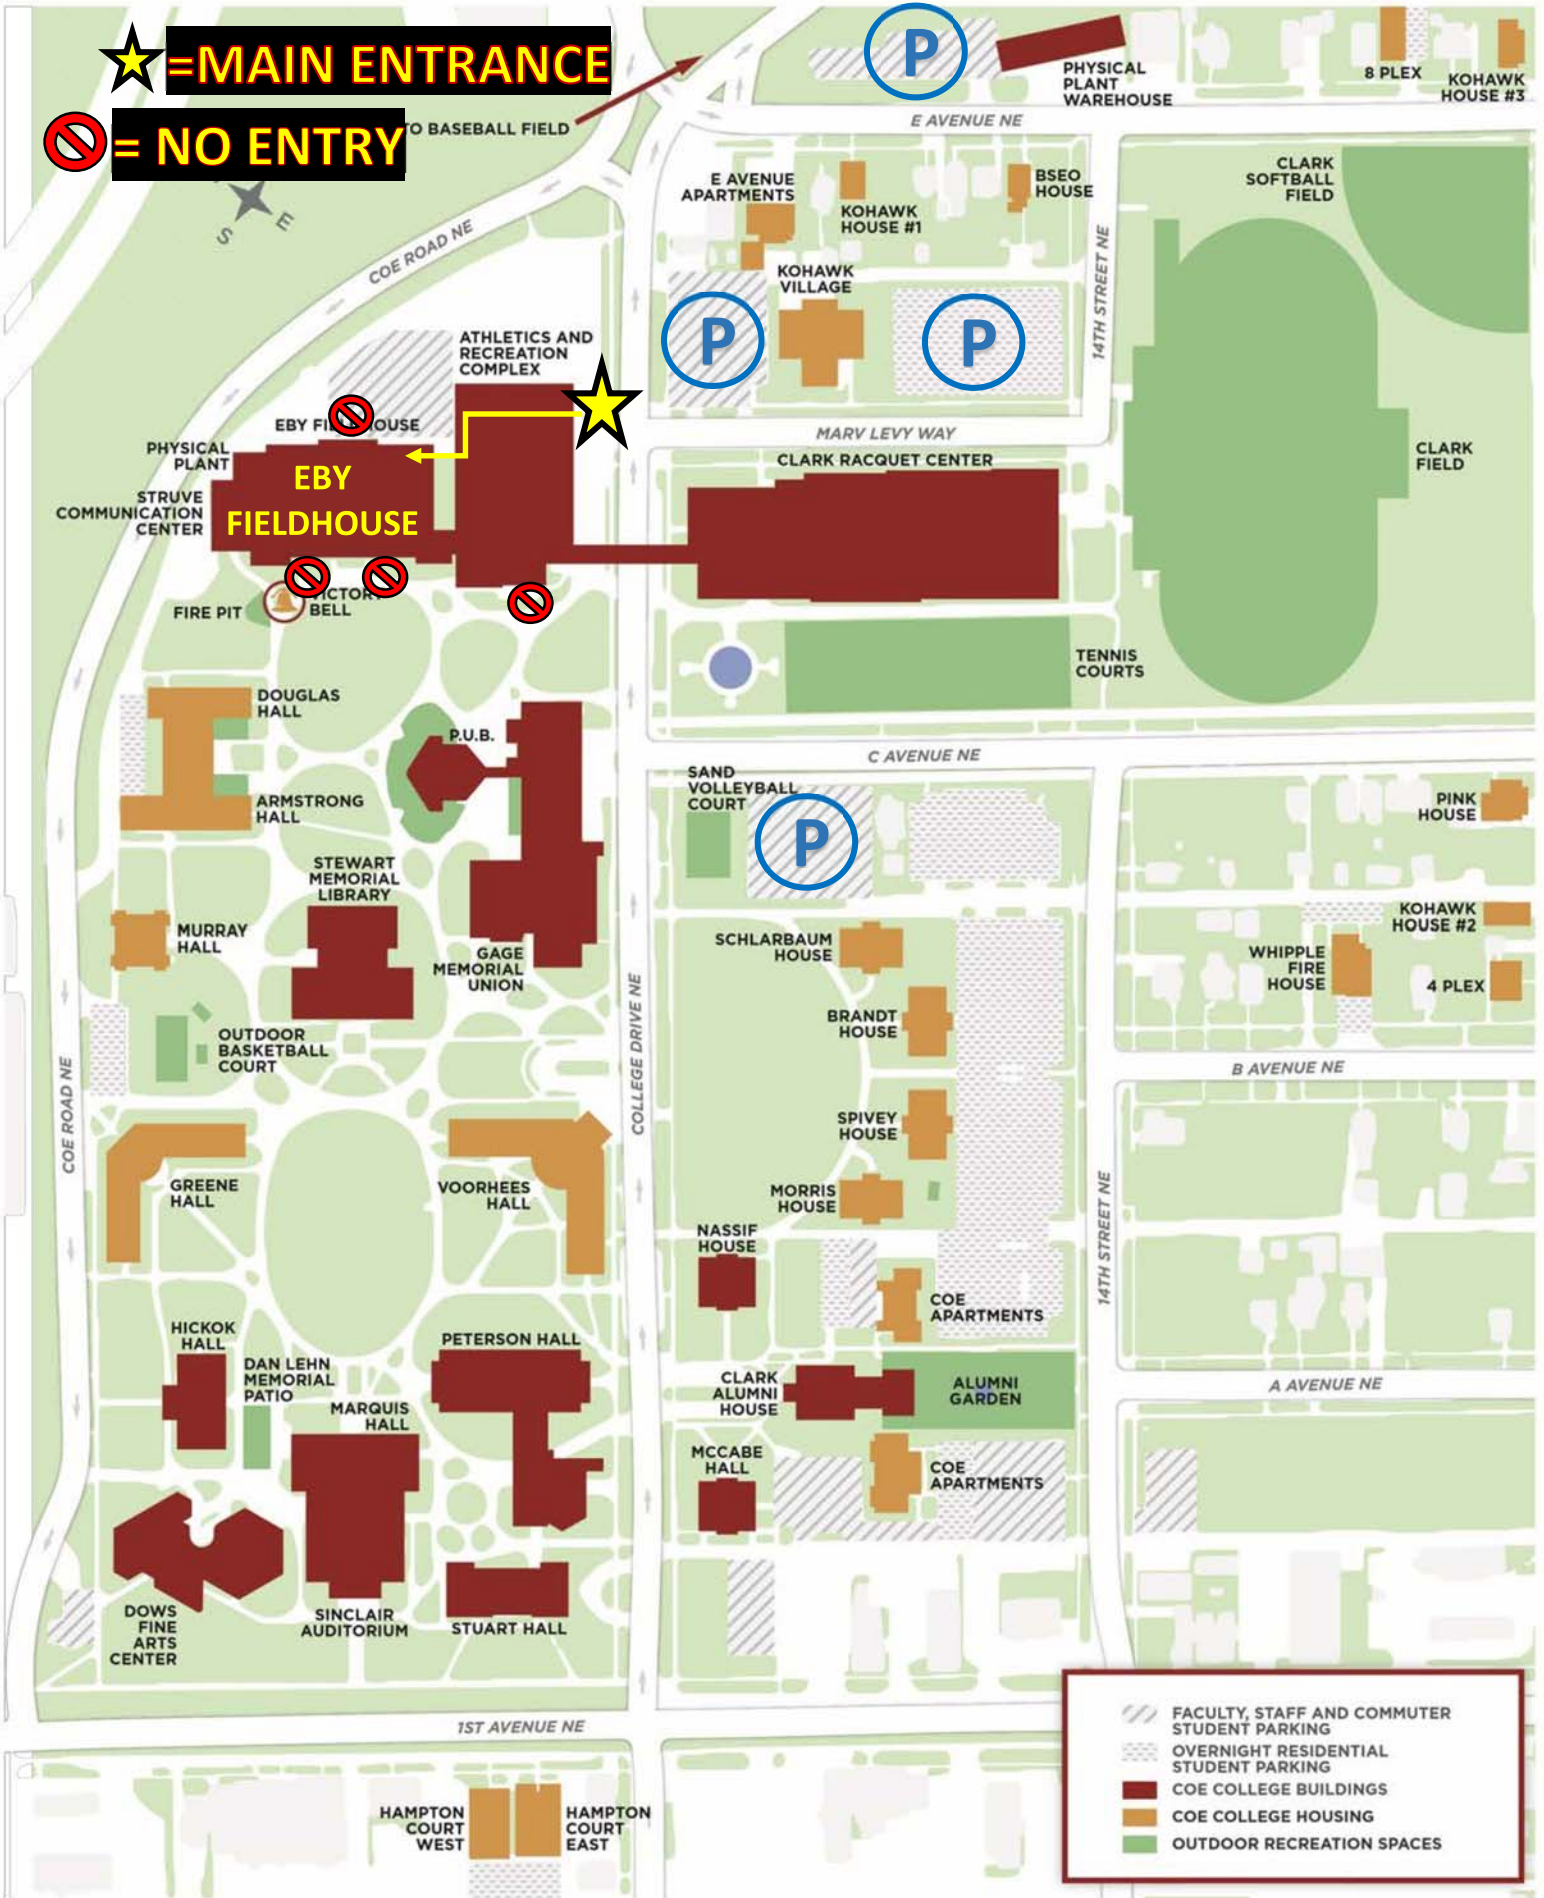 =MAIN ENTRANCE
= NO ENTRY
TO BASEBALL FIELD
S
E
P
PHYSICAL
PLANT
WAREHOUSE
8 PLEX
KOHAWK
HOUSE #3
E AVENUE NE
COE ROAD NE
E AVENUE
APARTMENTS
KOHAWK
HOUSE #1
BSEO
HOUSE
CLARK
SOFTBALL
FIELD
KOHAWK
VILLAGE
P
P
14TH STREET NE
ATHLETICS AND
RECREATION
COMPLEX
EBY FIELDHOUSE
PHYSICAL
PLANT
STRUVE
COMMUNICATION
CENTER
EBY
FIELDHOUSE
MARV LEVY WAY
CLARK RACQUET CENTER
CLARK
FIELD
FIRE PIT
VICTORY
BELL
TENNIS
COURTS
DOUGLAS
HALL
P.U.B.
C AVENUE NE
SAND
VOLLEYBALL
COURT
P
ARMSTRONG
HALL
PINK
HOUSE
STEWART
MEMORIAL
LIBRARY
MURRAY
HALL
GAGE
MEMORIAL
UNION
SCHLARBAUM
HOUSE
KOHAWK
HOUSE #2
WHIPPLE
FIRE
HOUSE
4 PLEX
BRANDT
HOUSE
OUTDOOR
BASKETBALL
COURT
COE ROAD NE
COLLEGE DRIVE NE
B AVENUE NE
SPIVEY
HOUSE
GREENE
HALL
VOORHEES
HALL
MORRIS
HOUSE
NASSIF
HOUSE
14TH STREET NE
COE
APARTMENTS
HICKOK
HALL
DAN LEHN
MEMORIAL
PATIO
PETERSON HALL
MARQUIS
HALL
CLARK
ALUMNI
HOUSE
ALUMNI
GARDEN
A AVENUE NE
MCCABE
HALL
COE
APARTMENTS
DOWS
FINE
ARTS
CENTER
SINCLAIR
AUDITORIUM
STUART HALL
1ST AVENUE NE
HAMPTON
COURT
WEST
HAMPTON
COURT
EAST
FACULTY, STAFF AND COMMUTER
STUDENT PARKING
OVERNIGHT RESIDENTIAL
STUDENT PARKING
COE COLLEGE BUILDINGS
COE COLLEGE HOUSING
OUTDOOR RECREATION SPACES